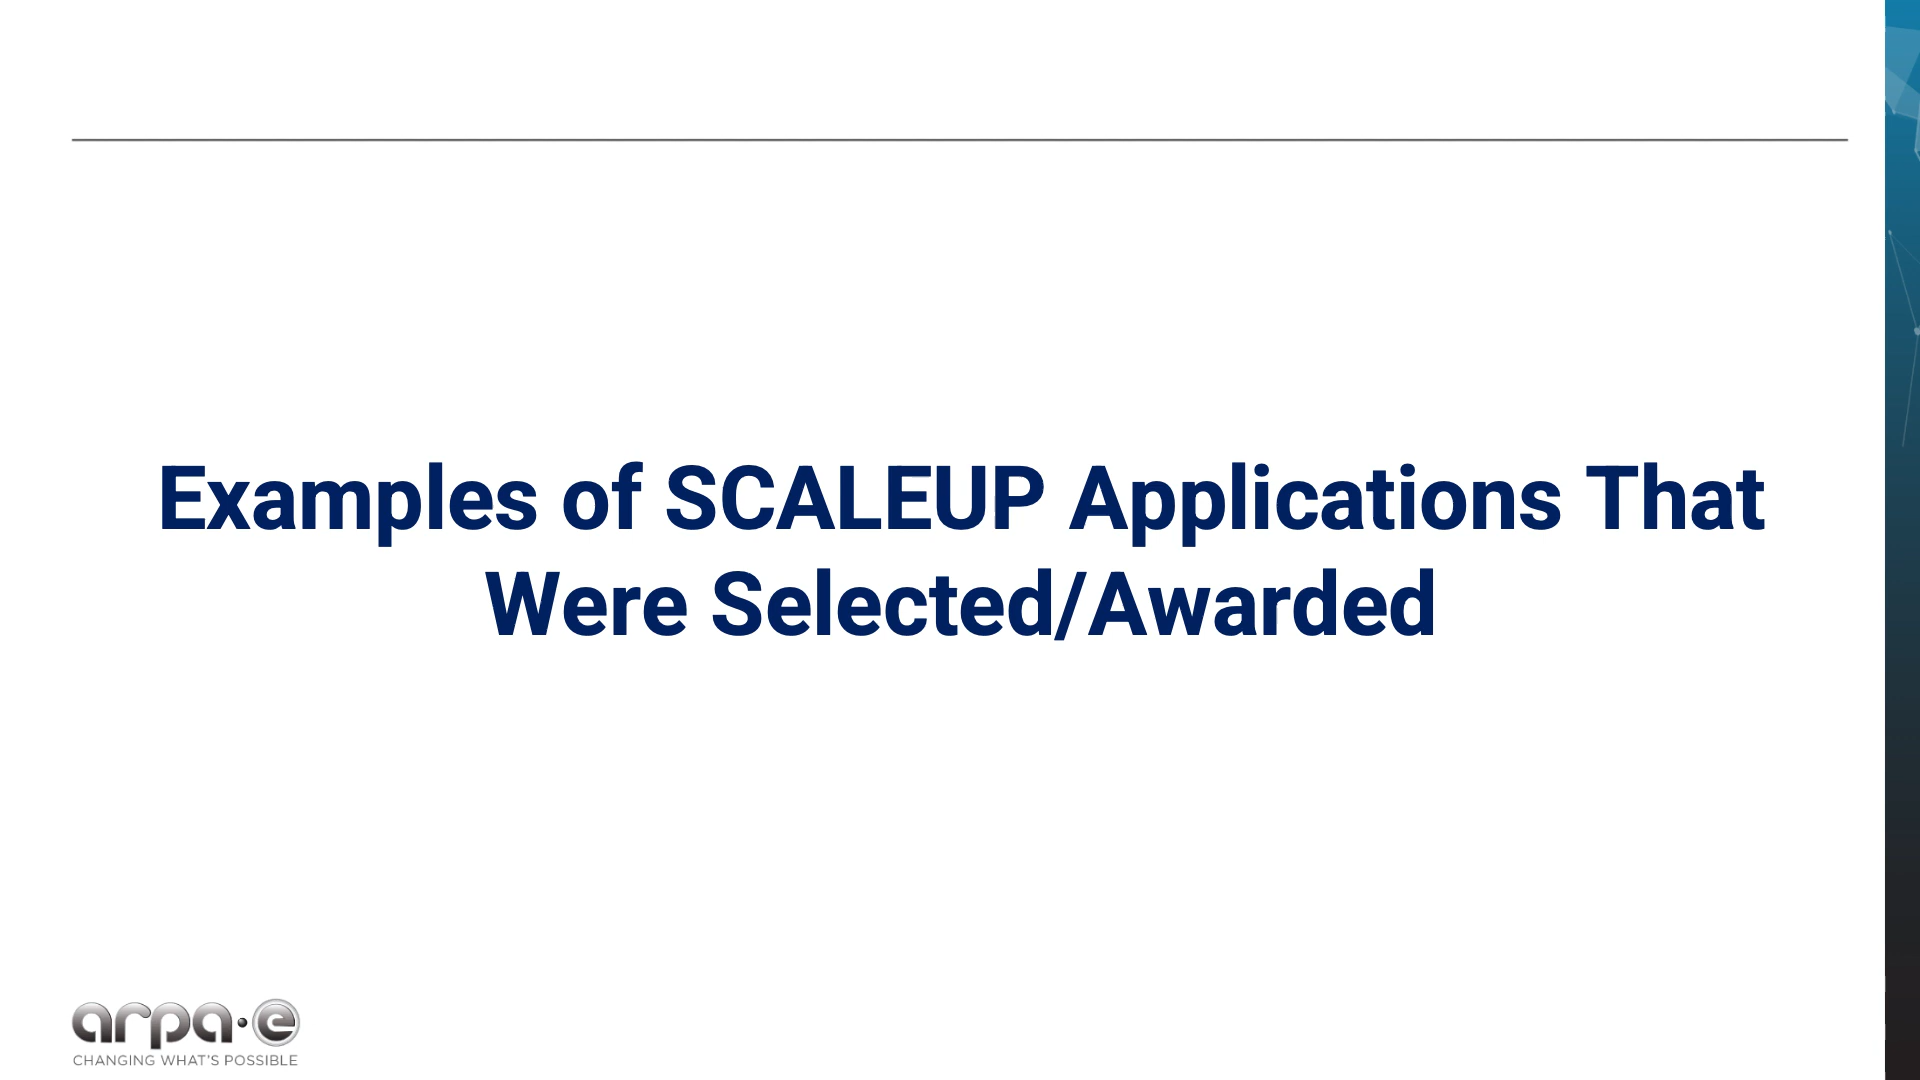 Examples of SCALEUP Applications That
Were Selected/Awarded
arpa·e
CHANGING WHAT'S POSSIBLE